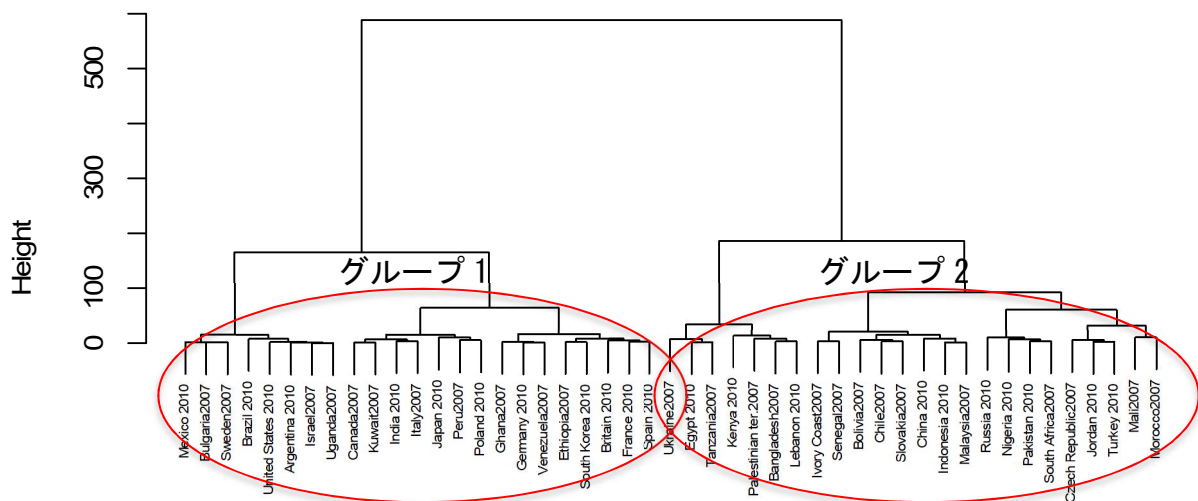 500
300
100
0
Height
グループ 1
グループ 2
Mexico 2010
Bulgaria2007
Sweden2007
Brazil 2010
United States 2010
Argentina 2010
Israel2007
Uganda2007
Canada2007
Kuwait2007
India 2010
Italy2007
Japan 2010
Peru2007
Poland 2010
Ghana2007
Germany 2010
Venezuela2007
Ethiopia2007
South Korea 2010
Britain 2010
France 2010
Spain 2010
Ukraine2007
Egypt 2010
Tanzania2007
Kenya 2010
Palestinian ter.2007
Bangladesh2007
Lebanon 2010
Ivory Coast2007
Senegal2007
Bolivia2007
Chile2007
Slovakia2007
China 2010
Indonesia 2010
Malaysia2007
Russia 2010
Nigeria 2010
Pakistan 2010
South Africa2007
Czech Republic2007
Jordan 2010
Turkey 2010
Mali2007
Morocco2007